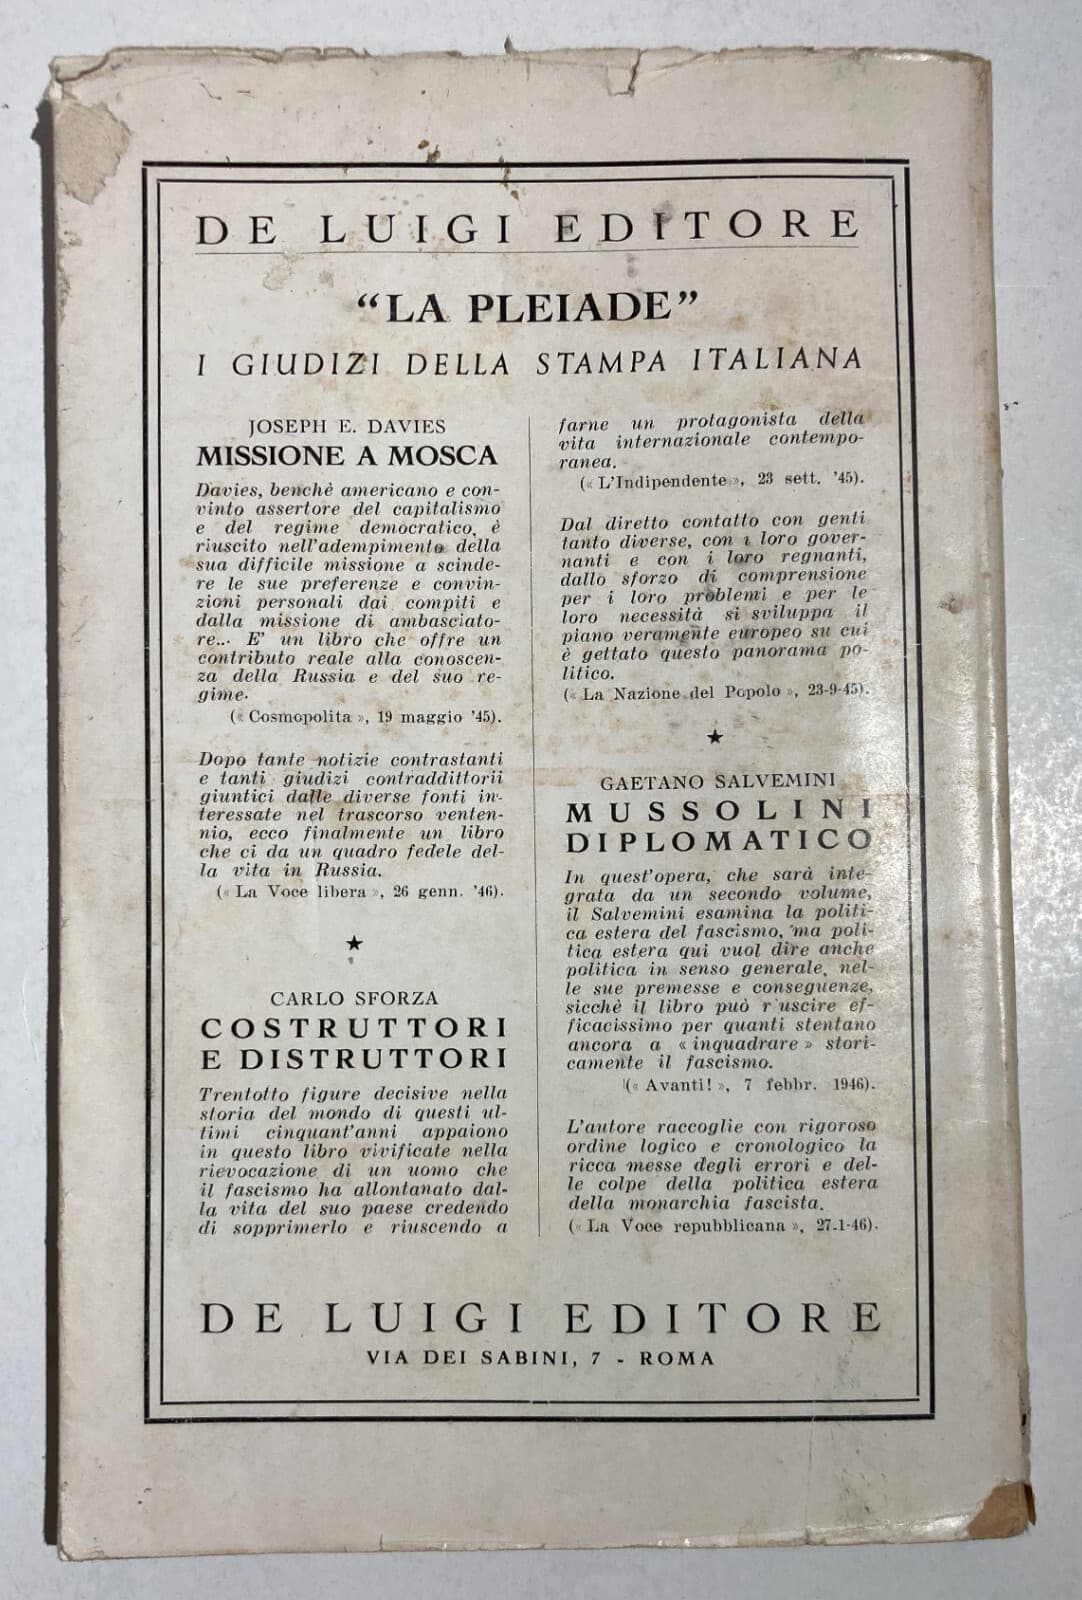 DE LUIGI EDITORE
“LA PLEIADE”
I GIUDIZI DELLA STAMPA ITALIANA
JOSEPH E. DAVIES
MISSIONE A MOSCA
Davies, benchè americano e con-
vinto assertore del capitalismo
e del regime democratico, è
riuscito nell'adempimento della
sua difficile missione a scinde-
re le sue preferenze e convin-
zioni personali dai compiti e
dalla missione di ambasciato-
re... E' un libro che offre un
contributo reale alla conoscen-
za della Russia e del suo re-
gime.
(« Cosmopolita », 19 maggio '45).
Dopo tante notizie contrastanti
e tanti giudizi contraddittorii
giuntici dalle diverse fonti in-
teressate nel trascorso venten-
nio, ecco finalmente un libro
che ci da un quadro fedele del-
la vita in Russia.
(« La Voce libera », 26 genn. '46).
★
CARLO SFORZA
COSTRUTTORI
E DISTRUTTORI
Trentotto figure decisive nella
storia del mondo di questi ul-
timi cinquant'anni appaiono
in questo libro vivificate nella
rievocazione di un uomo che
il fascismo ha allontanato dal-
la vita del suo paese credendo
di sopprimerlo e riuscendo a
farne un protagonista della
vita internazionale contempo-
ranea.
(« L'Indipendente », 23 sett. '45).
Dal diretto contatto con genti
tanto diverse, con i loro gover-
nanti e con i loro regnanti,
dallo sforzo di comprensione
per i loro problemi e per le
loro necessità si sviluppa il
piano veramente europeo su cui
è gettato questo panorama po-
litico.
(« La Nazione del Popolo », 23-9-45).
★
GAETANO SALVEMINI
MUSSOLINI
DIPLOMATICO
In quest'opera, che sarà inte-
grata da un secondo volume,
il Salvemini esamina la politi-
ca estera del fascismo, ma poli-
tica estera qui vuol dire anche
politica in senso generale, nel-
le sue premesse e conseguenze,
sicchè il libro può r'uscire ef-
ficacissimo per quanti stentano
ancora a « inquadrare » stori-
camente il fascismo.
(« Avanti! », 7 febbr. 1946).
L'autore raccoglie con rigoroso
ordine logico e cronologico la
ricca messe degli errori e del-
le colpe della politica estera
della monarchia fascista.
(« La Voce repubblicana », 27-1-46).
DE LUIGI EDITORE
VIA DEI SABINI, 7 - ROMA